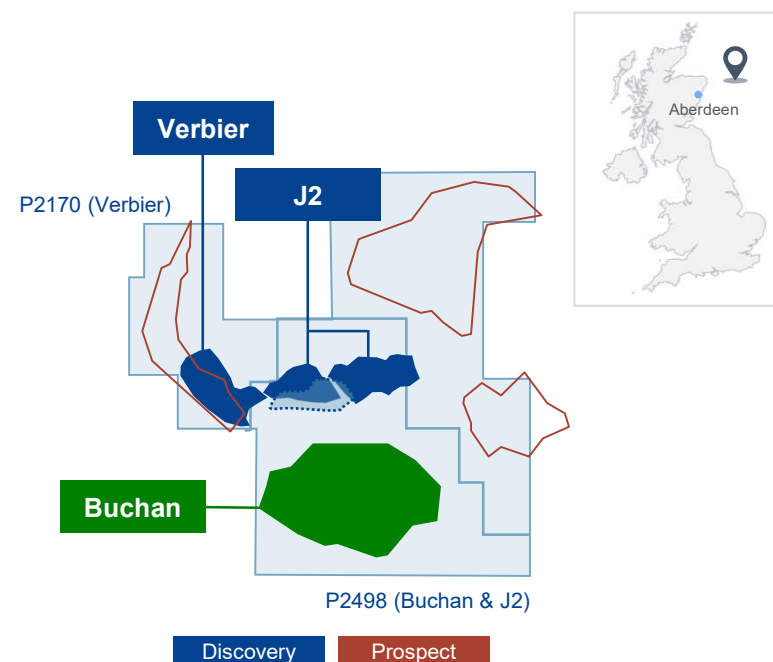 Aberdeen
Verbier
J2
P2170 (Verbier)
Buchan
P2498 (Buchan & J2)
Discovery
Prospect